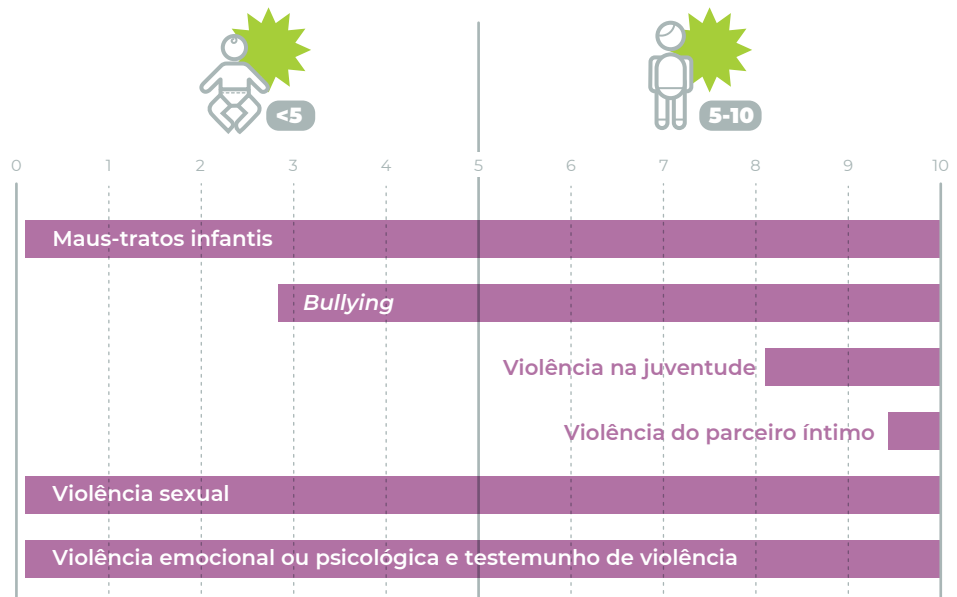 <5
5-10
0 1 2 3 4 5 6 7 8 9 10
Maus-tratos infantis
Bullying
Violência na juventude
Violência do parceiro íntimo
Violência sexual
Violência emocional ou psicológica e testemunho de violência